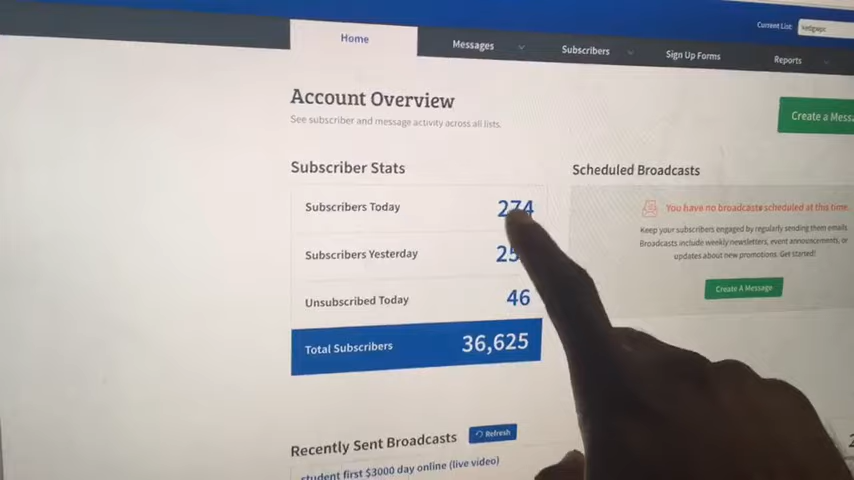 Current List:
Home
Messages
Subscribers
Sign Up Forms
Reports
Account Overview
See subscriber and message activity across all lists.
Create a Messa
Subscriber Stats
Subscribers Today 274
Subscribers Yesterday 25
Unsubscribed Today 46
Total Subscribers 36,625
Scheduled Broadcasts
You have no broadcasts scheduled at this time.
Keep your subscribers engaged by regularly sending them emails.
Broadcasts include weekly newsletters, event announcements, or
updates about new promotions. Get started!
Create A Message
Recently Sent Broadcasts
Refresh
student first $3000 day online (live video)